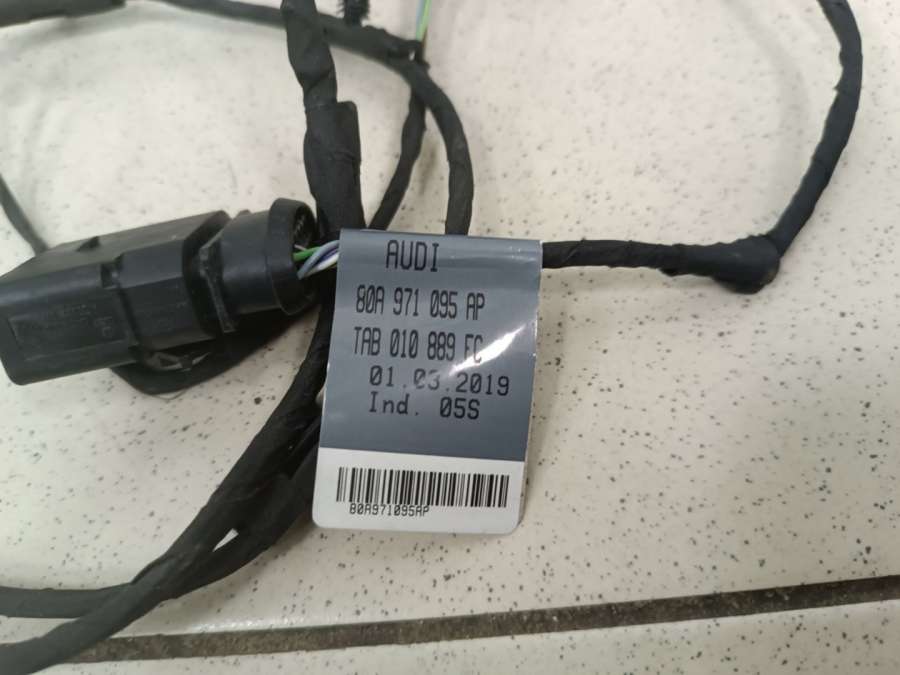 AUDI
80A 971 095 AP
TAB 010 889 FC
01.03.2019
Ind. 05S
80A971095AP